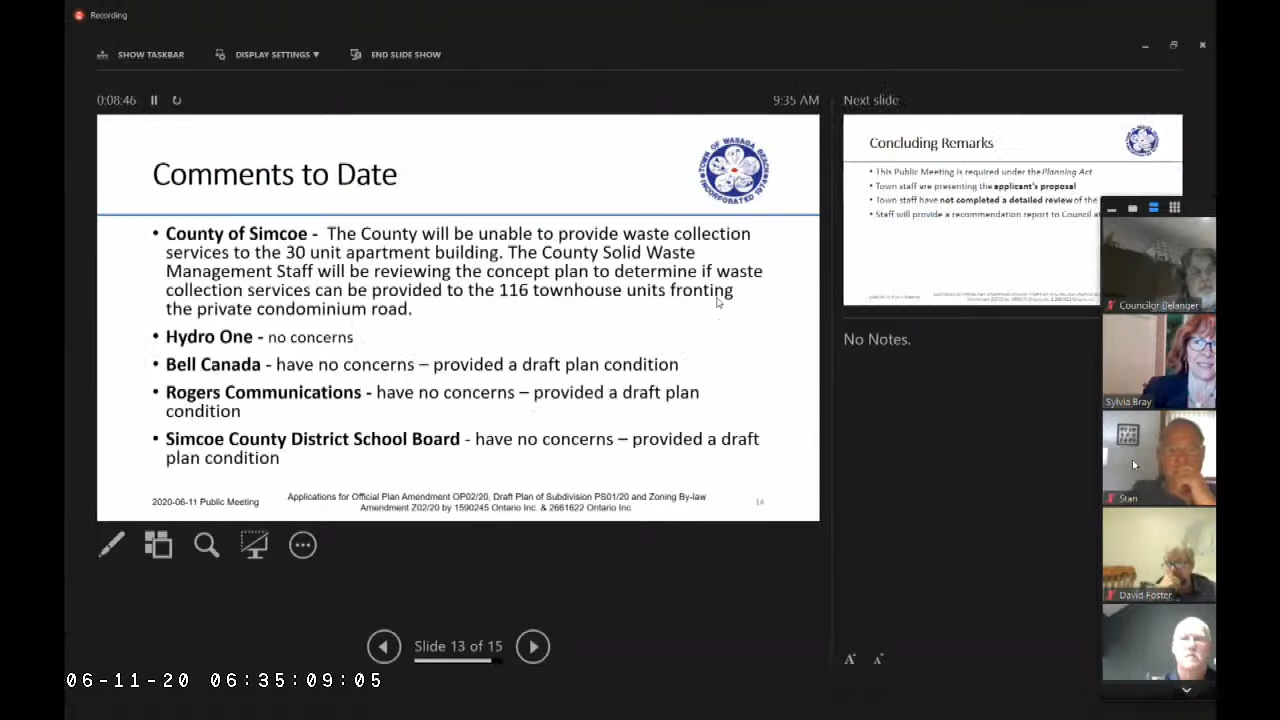 Recording
SHOW TASKBAR
DISPLAY SETTINGS ▼
END SLIDE SHOW
0:08:46
9:35 AM
Next slide
Comments to Date
TOWN OF WASAGA BEACH
INCORPORATED 1974
• County of Simcoe - The County will be unable to provide waste collection
services to the 30 unit apartment building. The County Solid Waste
Management Staff will be reviewing the concept plan to determine if waste
collection services can be provided to the 116 townhouse units fronting
the private condominium road.
• Hydro One - no concerns
• Bell Canada - have no concerns – provided a draft plan condition
• Rogers Communications - have no concerns – provided a draft plan
condition
• Simcoe County District School Board - have no concerns – provided a draft
plan condition
2020-06-11 Public Meeting
Applications for Official Plan Amendment OP02/20, Draft Plan of Subdivision PS01/20 and Zoning By-law
Amendment Z02/20 by 1590245 Ontario Inc. & 2661622 Ontario Inc.
14
Concluding Remarks
• This Public Meeting is required under the Planning Act
• Town staff are presenting the applicant's proposal
• Town staff have not completed a detailed review of the
• Staff will provide a recommendation report to Council at
No Notes.
Councilor Belanger
Sylvia Bray
Stan
David Foster
Slide 13 of 15
A A
06-11-20 06:35:09:05